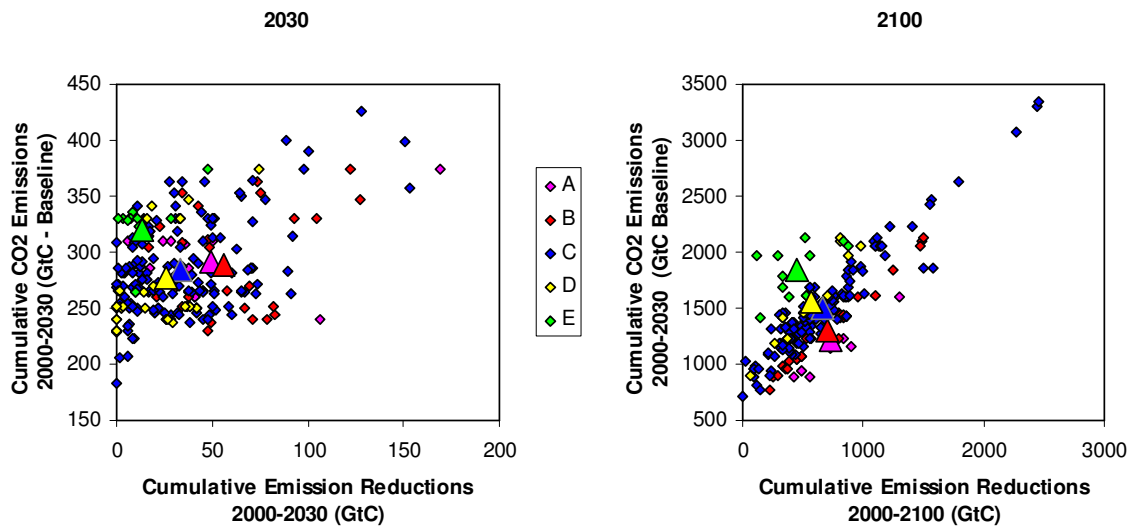 2030
Cumulative CO2 Emissions
2000-2030 (GtC - Baseline)
450
400
350
300
250
200
150
0
50
100
150
200
Cumulative Emission Reductions
2000-2030 (GtC)
A
B
C
D
E
2100
Cumulative CO2 Emissions
2000-2030 (GtC Baseline)
3500
3000
2500
2000
1500
1000
500
0
1000
2000
3000
Cumulative Emission Reductions
2000-2100 (GtC)